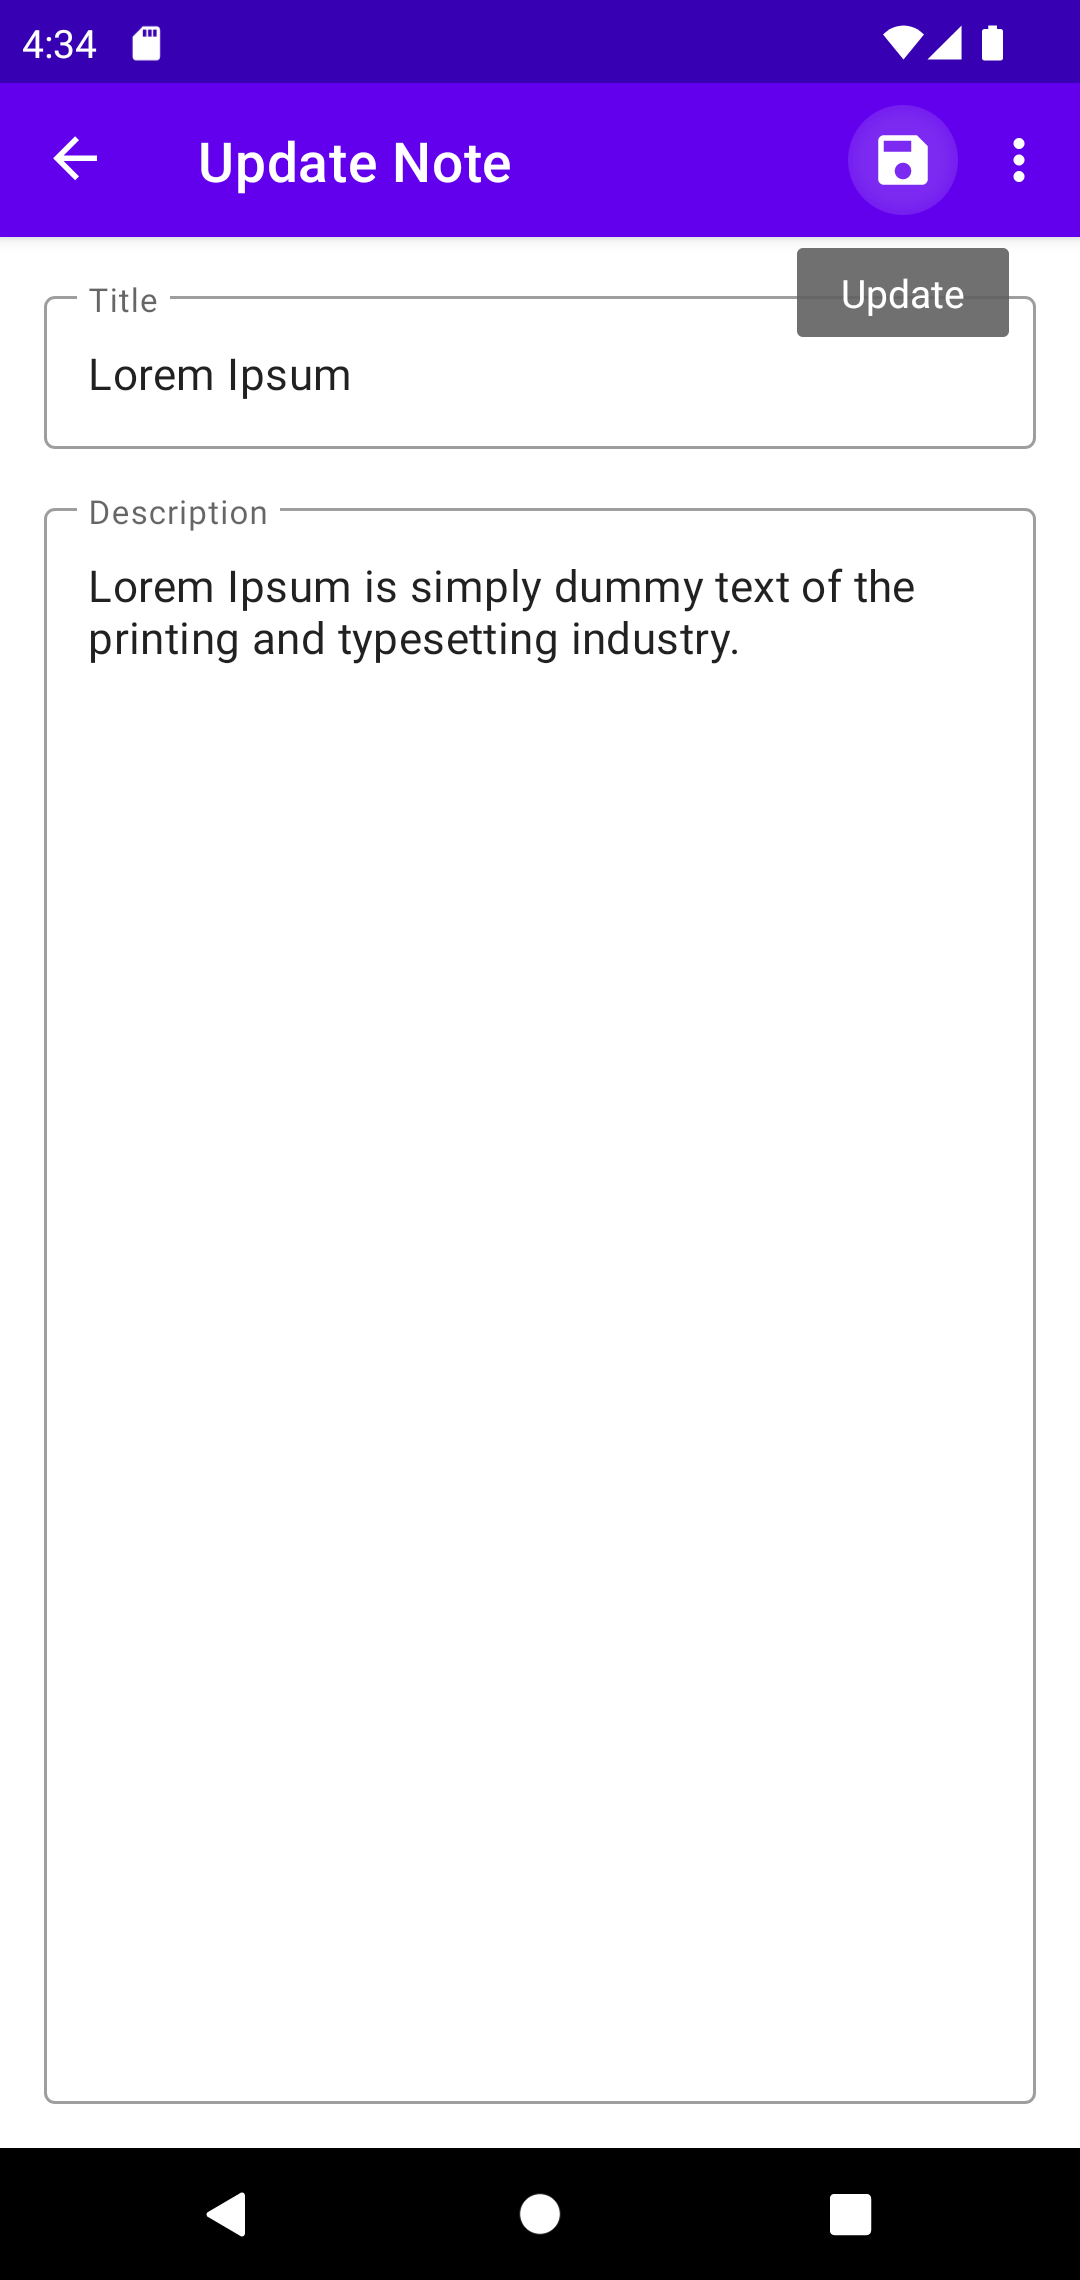 4:34
Update Note
Update
Title
Lorem Ipsum
Description
Lorem Ipsum is simply dummy text of the
printing and typesetting industry.